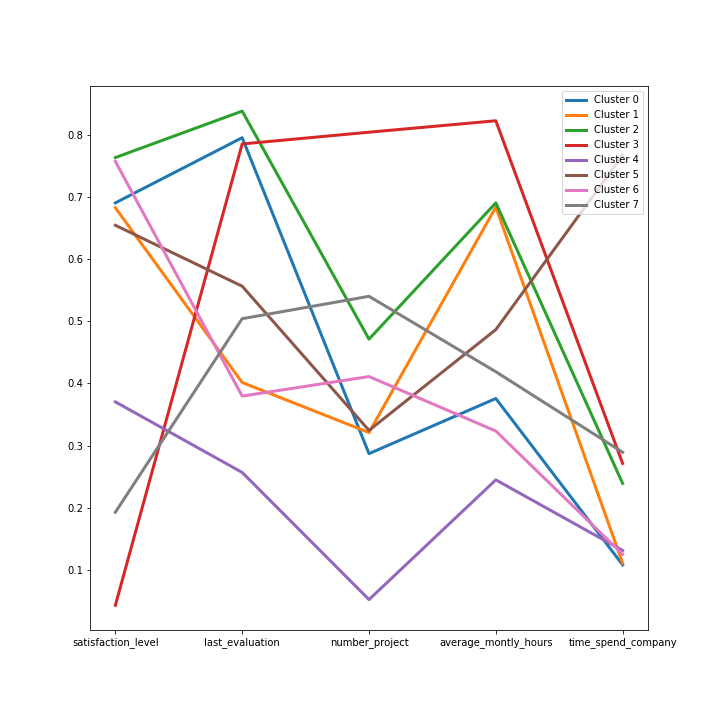 Cluster 0
Cluster 1
Cluster 2
Cluster 3
Cluster 4
Cluster 5
Cluster 6
Cluster 7
0.8
0.7
0.6
0.5
0.4
0.3
0.2
0.1
satisfaction_level last_evaluation number_project average_montly_hours time_spend_company